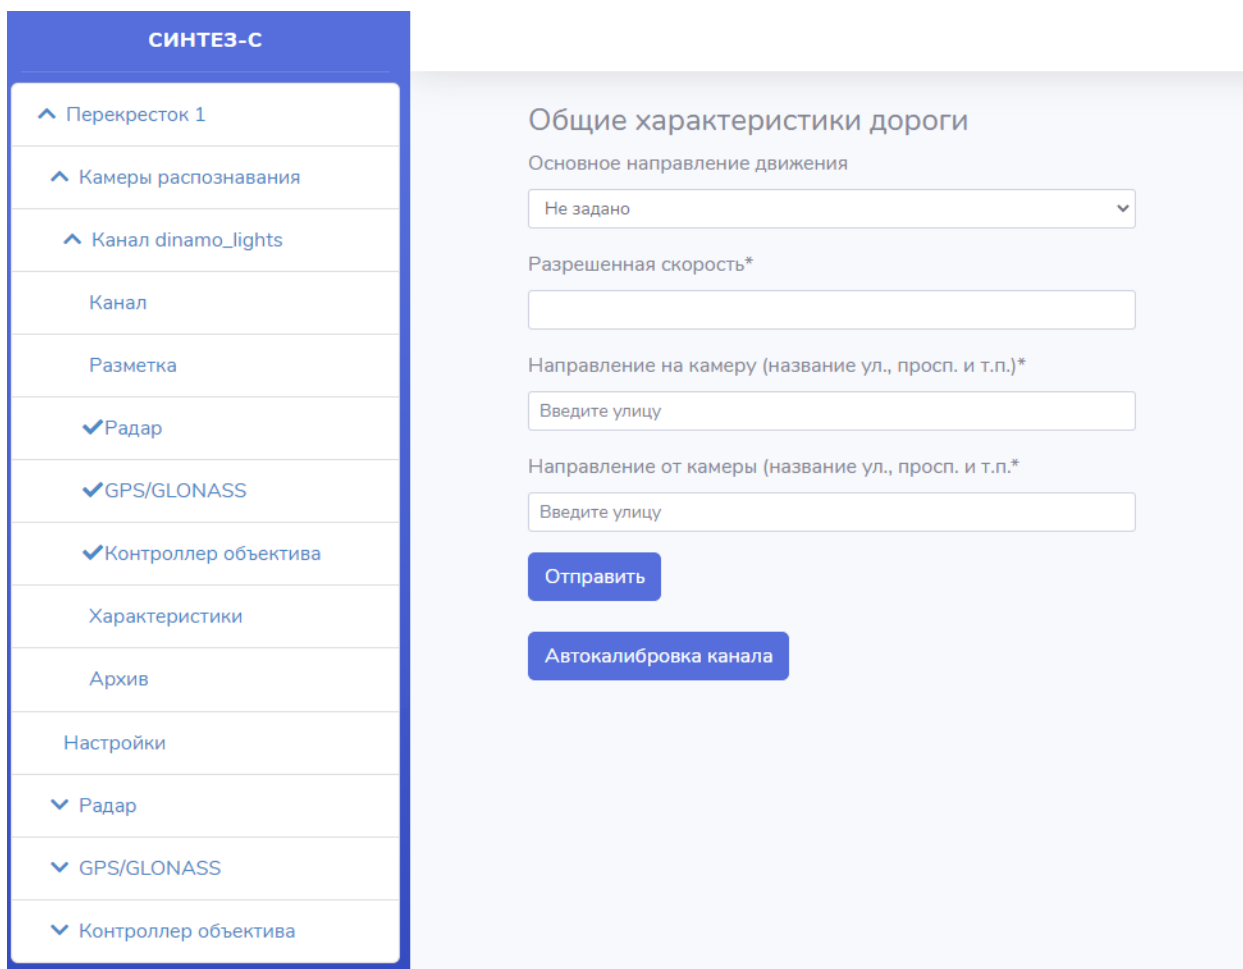 СИНТЕЗ-С
Перекресток 1
Камеры распознавания
Канал dinamo_lights
Канал
Разметка
Радар
GPS/GLONASS
Контроллер объектива
Характеристики
Архив
Настройки
Радар
GPS/GLONASS
Контроллер объектива
Общие характеристики дороги
Основное направление движения
Не задано
Разрешенная скорость*
Направление на камеру (название ул., просп. и т.п.)*
Введите улицу
Направление от камеры (название ул., просп. и т.п.*
Введите улицу
Отправить
Автокалибровка канала